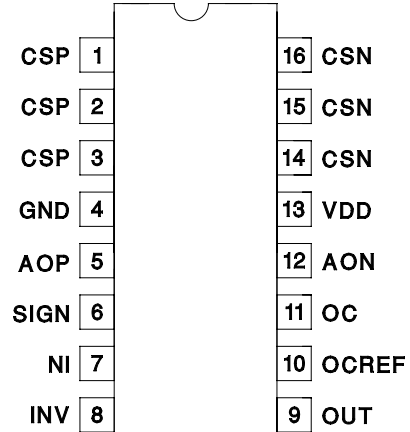 CSP 1 16 CSN
CSP 2 15 CSN
CSP 3 14 CSN
GND 4 13 VDD
AOP 5 12 AON
SIGN 6 11 OC
NI 7 10 OCREF
INV 8 9 OUT